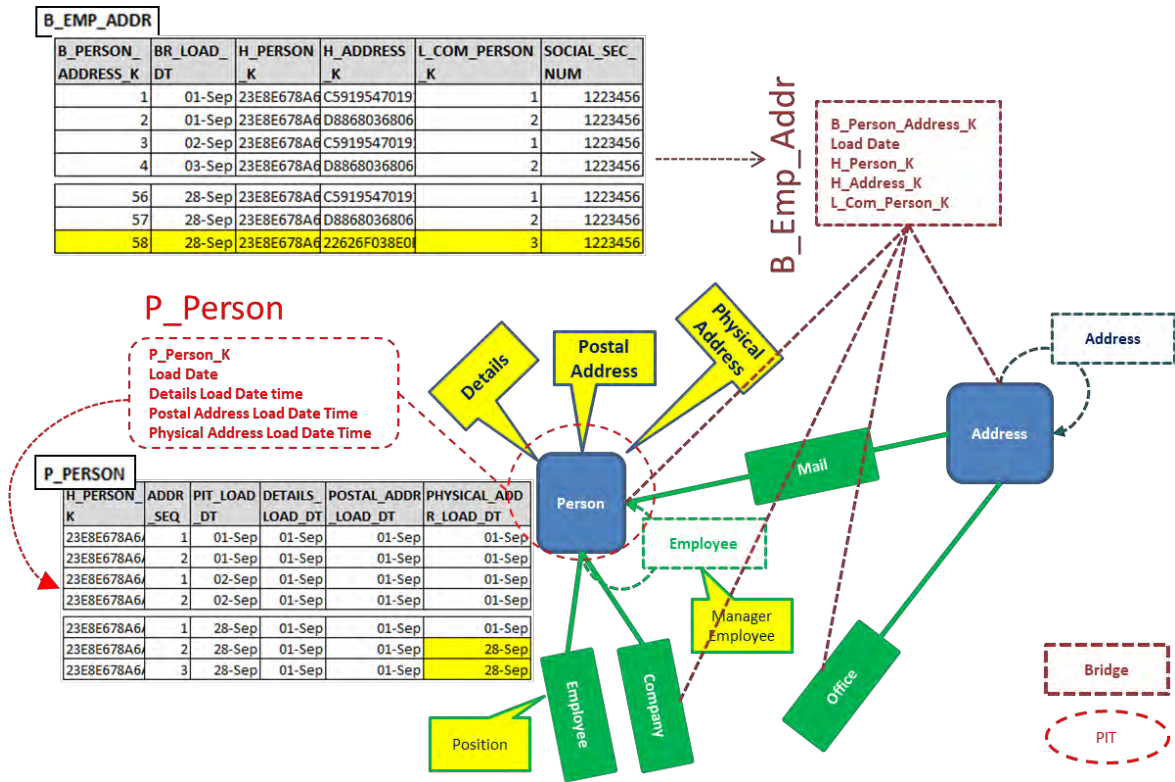 B_EMP_ADDR
B_PERSON_ADDRESS_K BR_LOAD_DT H_PERSON_K H_ADDRESS_K L_COM_PERSON_K SOCIAL_SEC_NUM
1 01-Sep 23E8E678A6 C5919547019 1 1223456
2 01-Sep 23E8E678A6 D8868036806 2 1223456
3 02-Sep 23E8E678A6 C5919547019 1 1223456
4 03-Sep 23E8E678A6 D8868036806 2 1223456
56 28-Sep 23E8E678A6 C5919547019 1 1223456
57 28-Sep 23E8E678A6 D8868036806 2 1223456
58 28-Sep 23E8E678A6 22626F038E0 3 1223456
B_Emp_Addr
B_Person_Address_K
Load Date
H_Person_K
H_Address_K
L_Com_Person_K
P_Person
P_Person_K
Load Date
Details Load Date time
Postal Address Load Date Time
Physical Address Load Date Time
Details
Postal
Address
Physical
Address
Address
Address
Mail
Person
Employee
Manager
Employee
Employee
Company
Office
Position
P_PERSON
H_PERSON_K ADDR_SEQ PIT_LOAD_DT DETAILS_LOAD_DT POSTAL_ADDR_LOAD_DT PHYSICAL_ADDR_LOAD_DT
23E8E678A6 1 01-Sep 01-Sep 01-Sep 01-Sep
23E8E678A6 2 01-Sep 01-Sep 01-Sep 01-Sep
23E8E678A6 1 02-Sep 01-Sep 01-Sep 01-Sep
23E8E678A6 2 02-Sep 01-Sep 01-Sep 01-Sep
23E8E678A6 1 28-Sep 01-Sep 01-Sep 01-Sep
23E8E678A6 2 28-Sep 01-Sep 01-Sep 28-Sep
23E8E678A6 3 28-Sep 01-Sep 01-Sep 28-Sep
Bridge
PIT